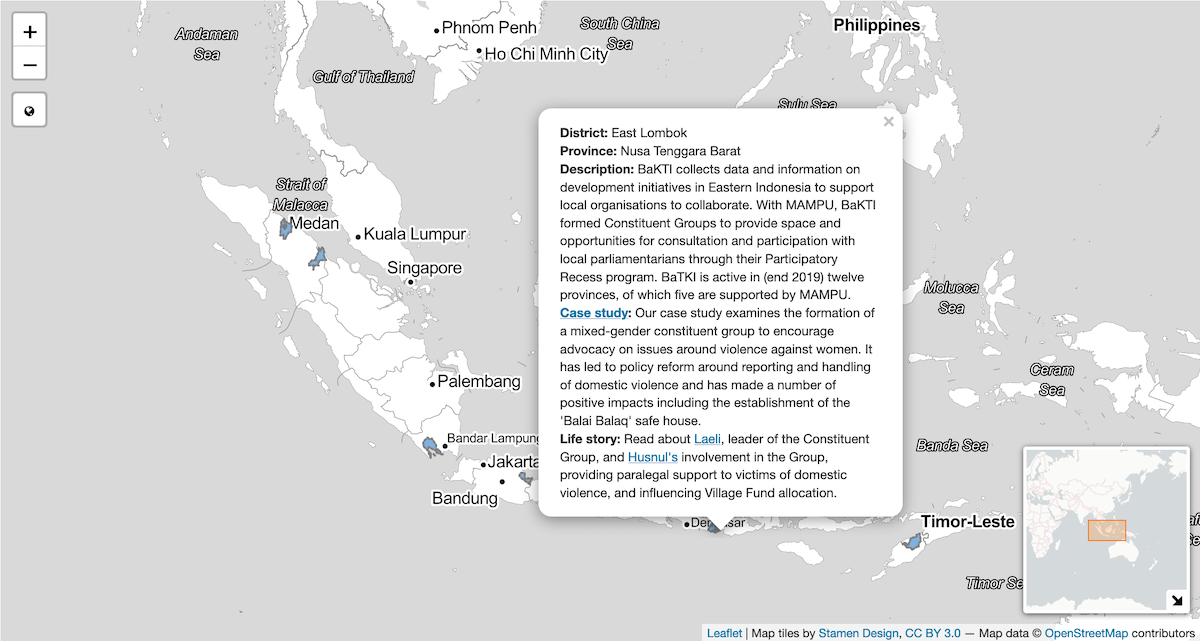 +
−
Andaman
Sea
Phnom Penh
Ho Chi Minh City
South China
Sea
Philippines
Gulf of Thailand
Sulu Sea
Strait of
Malacca
Medan
Kuala Lumpur
Singapore
Palembang
Bandar Lampung
Jakarta
Bandung
×
District: East Lombok
Province: Nusa Tenggara Barat
Description: BaKTI collects data and information on
development initiatives in Eastern Indonesia to support
local organisations to collaborate. With MAMPU, BaKTI
formed Constituent Groups to provide space and
opportunities for consultation and participation with
local parliamentarians through their Participatory
Recess program. BaTKI is active in (end 2019) twelve
provinces, of which five are supported by MAMPU.
Case study: Our case study examines the formation of
a mixed-gender constituent group to encourage
advocacy on issues around violence against women. It
has led to policy reform around reporting and handling
of domestic violence and has made a number of
positive impacts including the establishment of the
'Balai Balaq' safe house.
Life story: Read about Laeli, leader of the Constituent
Group, and Husnul's involvement in the Group,
providing paralegal support to victims of domestic
violence, and influencing Village Fund allocation.
Molucca
Sea
Ceram
Sea
Banda Sea
Timor-Leste
Leaflet | Map tiles by Stamen Design, CC BY 3.0 — Map data © OpenStreetMap contributors